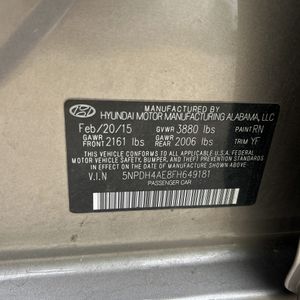 MANUFACTURED BY
HYUNDAI MOTOR MANUFACTURING ALABAMA, LLC
Feb/20/15 GVWR 3880 lbs PAINT RN
GAWR FRONT 2161 lbs GAWR REAR 2006 lbs TRIM YF
THIS VEHICLE CONFORMS TO ALL APPLICABLE
U.S. FEDERAL MOTOR VEHICLE SAFETY, BUMPER,
AND THEFT PREVENTION STANDARDS IN EFFECT ON
THE DATE OF MANUFACTURE SHOWN ABOVE.
V.I.N 5NPDH4AE8FH649181
PASSENGER CAR